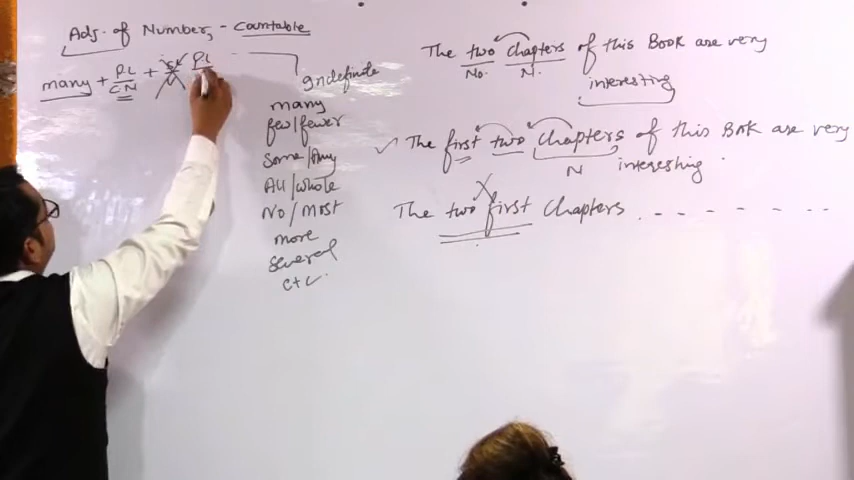 Adj. of Number, - Countable
many + PL C.N + PL
Indefinite
many
few/fewer
Some/Any
All/whole
No/Most
more
several
etc.
The two chapters of this Book are very
No. N.
interesting
✓ The first two chapters of this Book are very
N interesting.
The two first Chapters . - - - - - -